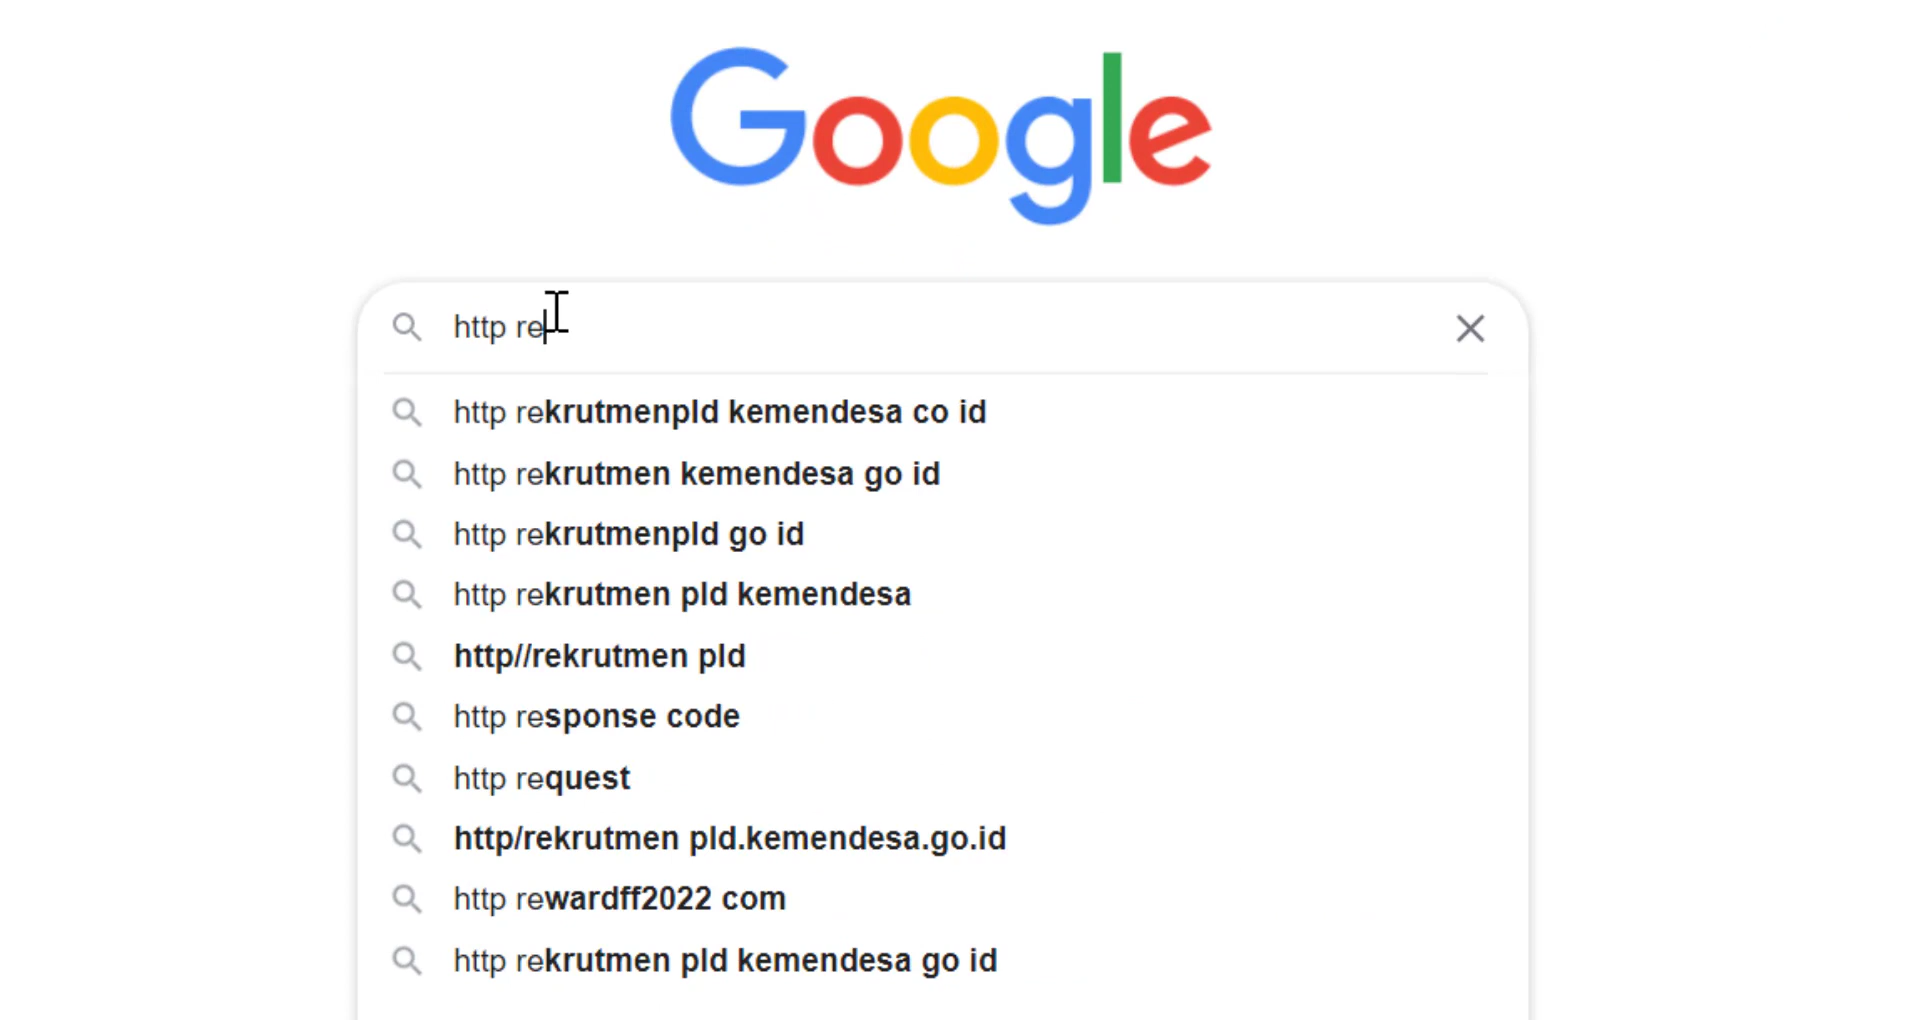 Google
http re
http rekrutmenpld kemendesa co id
http rekrutmen kemendesa go id
http rekrutmenpld go id
http rekrutmen pld kemendesa
http//rekrutmen pld
http response code
http request
http/rekrutmen pld.kemendesa.go.id
http rewardff2022 com
http rekrutmen pld kemendesa go id